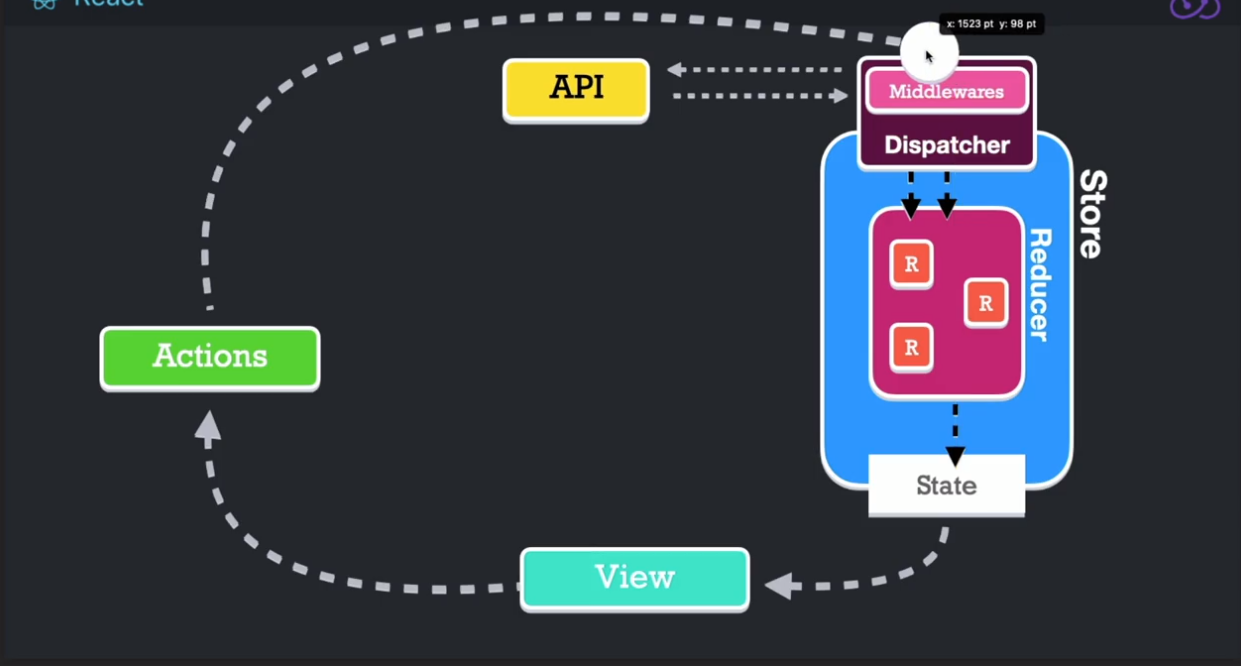 React
x: 1523 pt y: 98 pt
API
Middlewares
Dispatcher
Store
Reducer
R
R
R
Actions
State
View